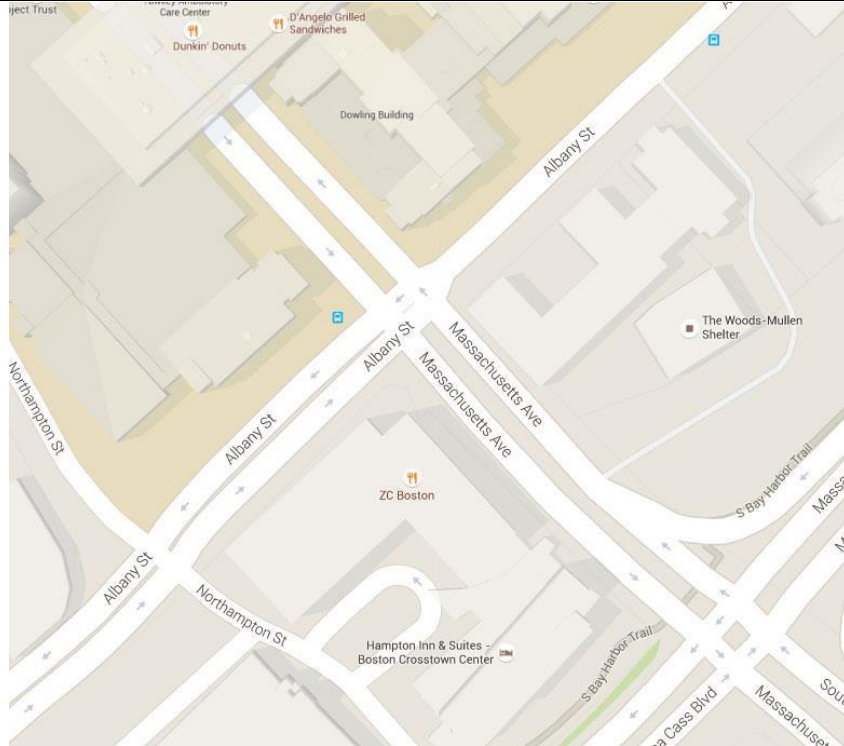 Care Center
D'Angelo Grilled
Sandwiches
Dunkin' Donuts
Dowling Building
Albany St
The Woods-Mullen
Shelter
Albany St
Massachusetts Ave
Massachusetts Ave
Northampton St
Albany St
ZC Boston
S Bay Harbor Trail
Albany St
Northampton St
Hampton Inn & Suites -
Boston Crosstown Center
S Bay Harbor Trail
Cass Blvd